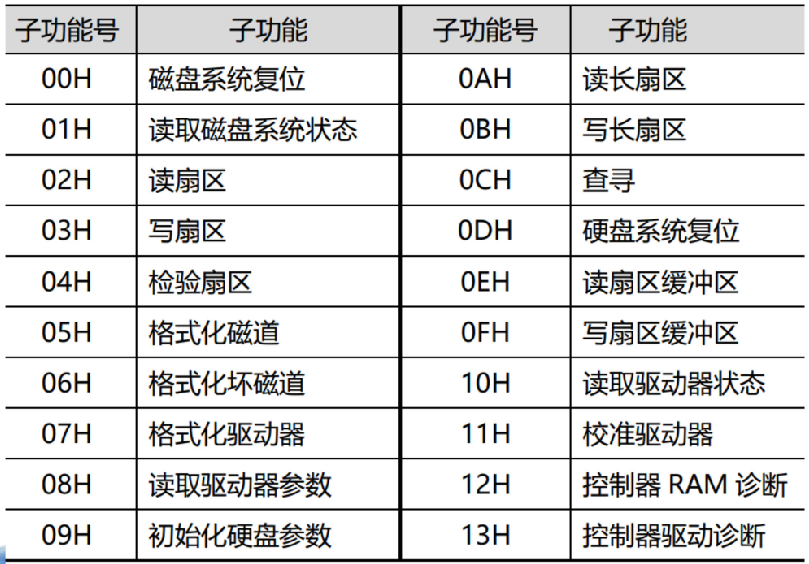 子功能号 子功能 子功能号 子功能
00H 磁盘系统复位 0AH 读长扇区
01H 读取磁盘系统状态 0BH 写长扇区
02H 读扇区 0CH 查寻
03H 写扇区 0DH 硬盘系统复位
04H 检验扇区 0EH 读扇区缓冲区
05H 格式化磁道 0FH 写扇区缓冲区
06H 格式化坏磁道 10H 读取驱动器状态
07H 格式化驱动器 11H 校准驱动器
08H 读取驱动器参数 12H 控制器 RAM 诊断
09H 初始化硬盘参数 13H 控制器驱动诊断